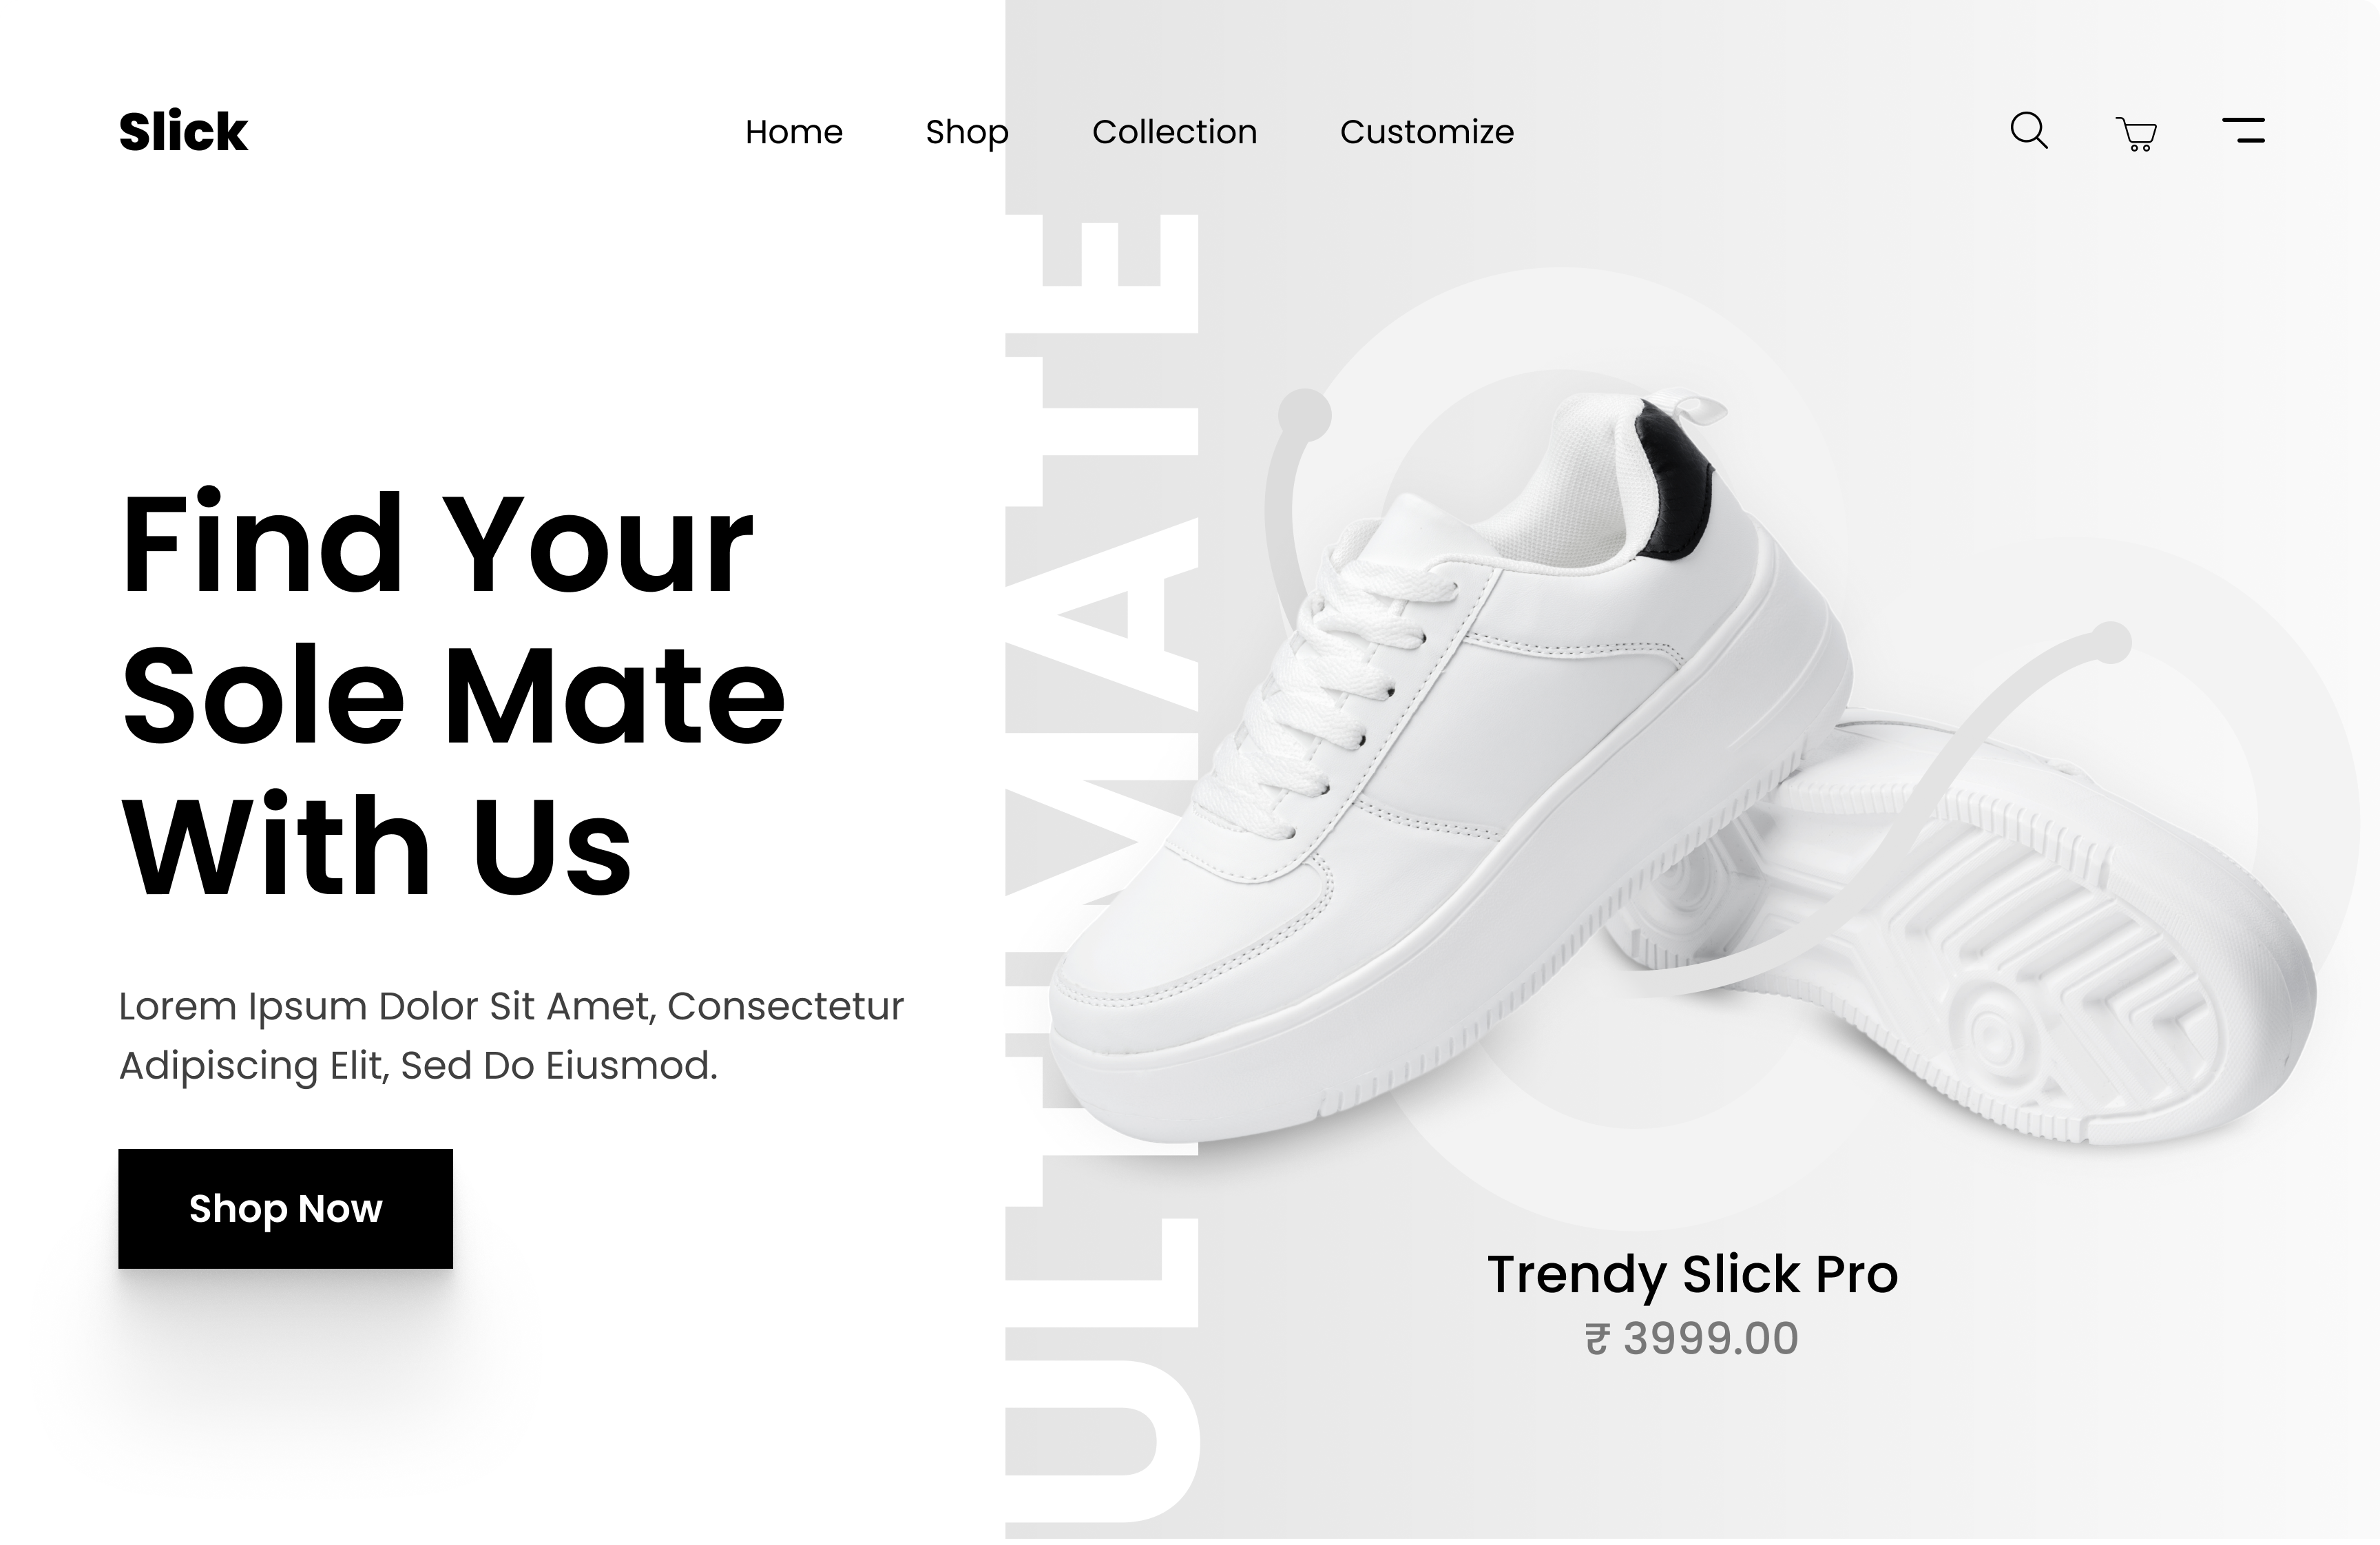 Slick
Home Shop Collection Customize
Find Your
Sole Mate
With Us
Lorem Ipsum Dolor Sit Amet, Consectetur
Adipiscing Elit, Sed Do Eiusmod.
Shop Now
ULTIMATE
Trendy Slick Pro
₹ 3999.00